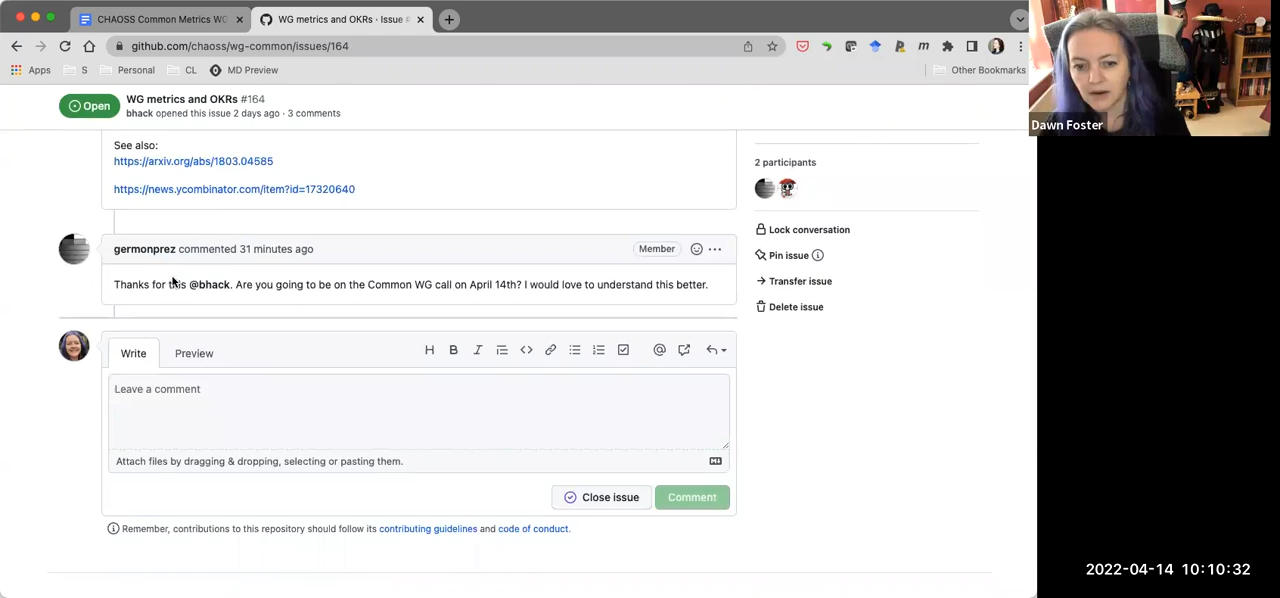 CHAOSS Common Metrics WG
WG metrics and OKRs · Issue #
github.com/chaoss/wg-common/issues/164
Apps
S
Personal
CL
MD Preview
Other Bookmarks
Open
WG metrics and OKRs #164
bhack opened this issue 2 days ago · 3 comments
See also:
https://arxiv.org/abs/1803.04585
https://news.ycombinator.com/item?id=17320640
germonprez commented 31 minutes ago
Member
Thanks for this @bhack. Are you going to be on the Common WG call on April 14th? I would love to understand this better.
Write
Preview
Leave a comment
Attach files by dragging & dropping, selecting or pasting them.
Close issue
Comment
Remember, contributions to this repository should follow its contributing guidelines and code of conduct.
2 participants
Lock conversation
Pin issue
Transfer issue
Delete issue
Dawn Foster
2022-04-14 10:10:32